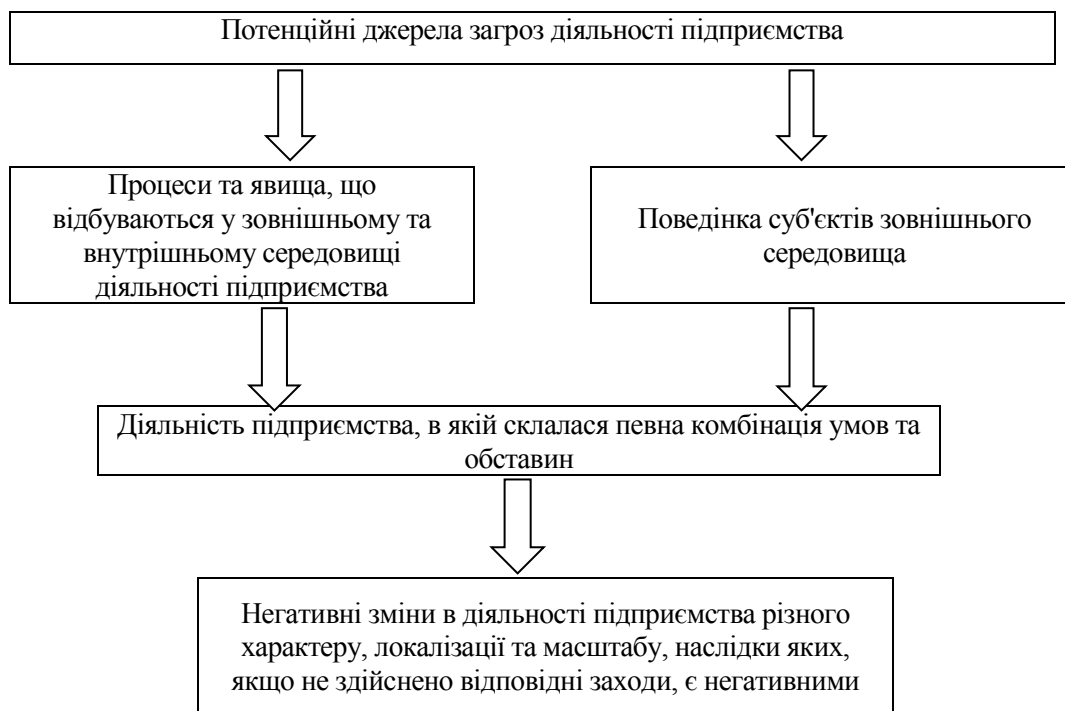 Потенційні джерела загроз діяльності підприємства
Процеси та явища, що
відбуваються у зовнішньому та
внутрішньому середовищі
діяльності підприємства
Поведінка суб'єктів зовнішнього
середовища
Діяльність підприємства, в якій склалася певна комбінація умов та
обставин
Негативні зміни в діяльності підприємства різного
характеру, локалізації та масштабу, наслідки яких,
якщо не здійснено відповідні заходи, є негативними